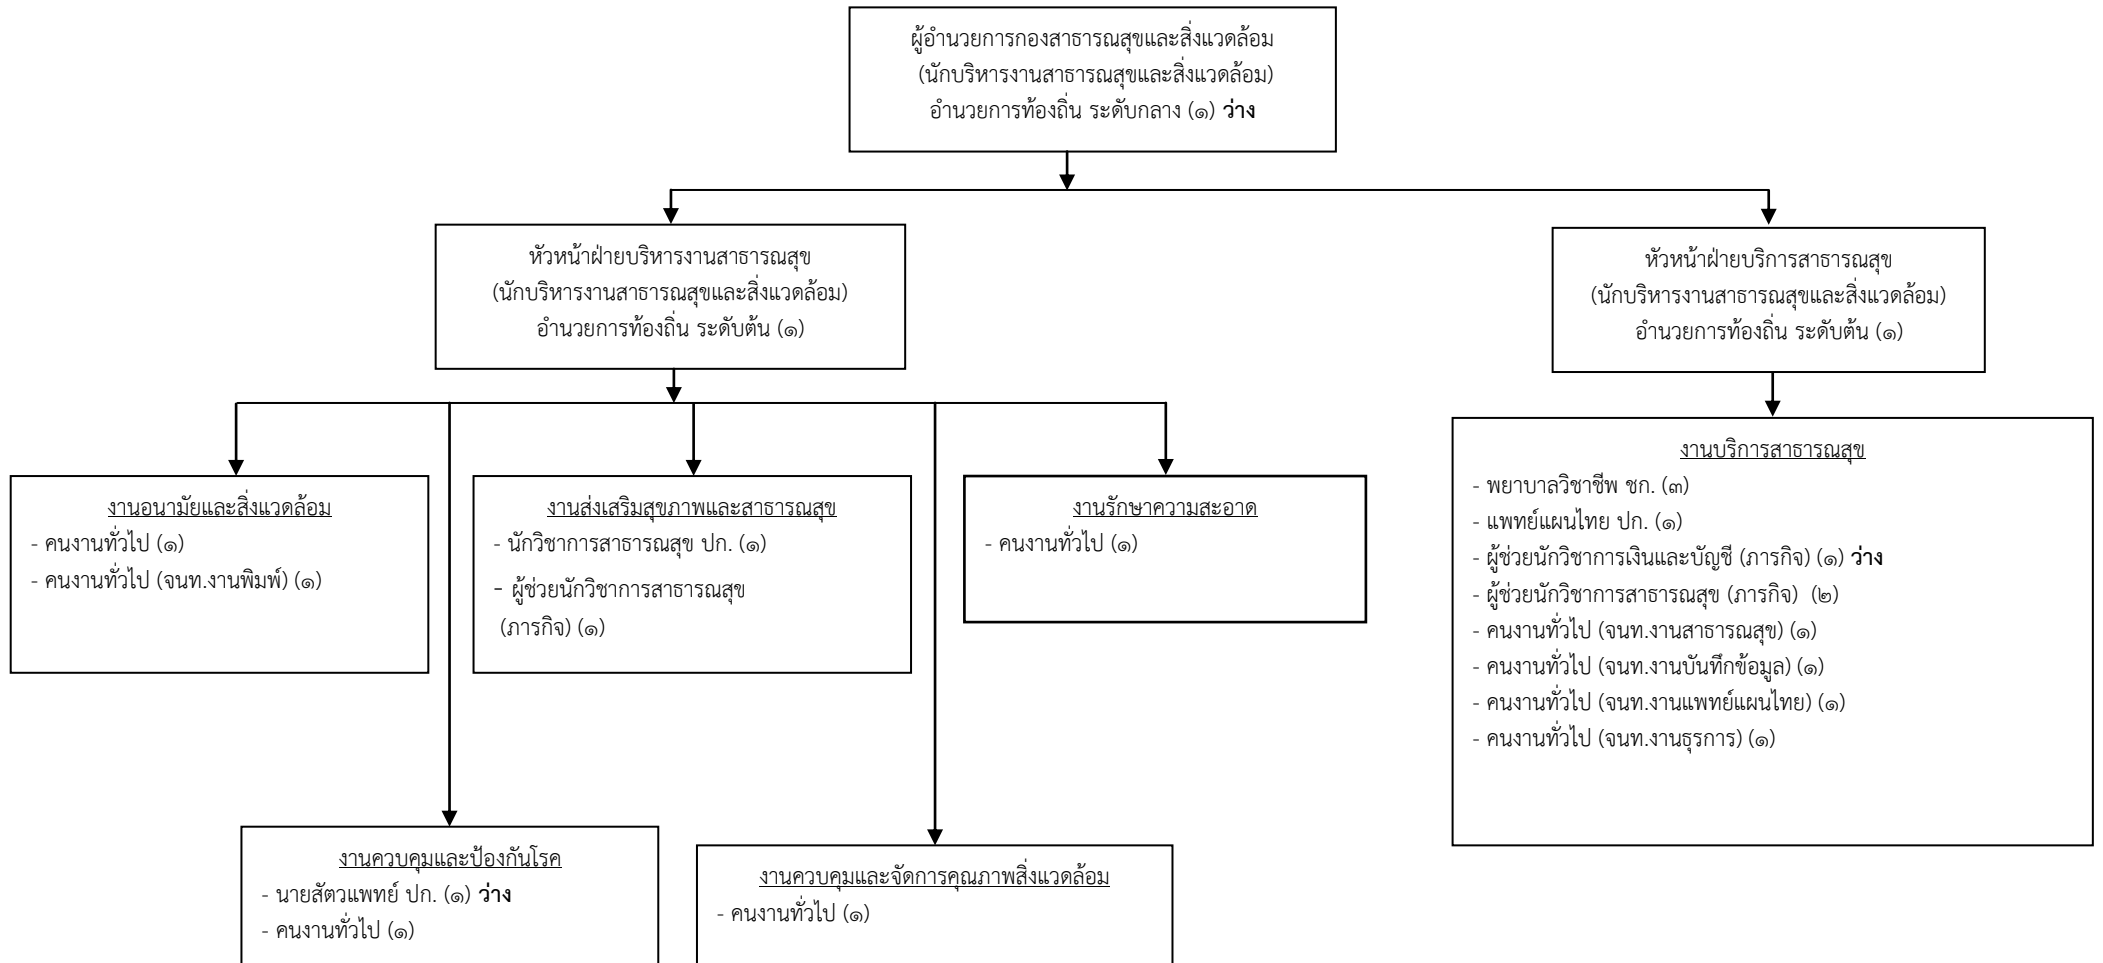 ผู้อำนวยการกองสาธารณสุขและสิ่งแวดล้อม
(นักบริหารงานสาธารณสุขและสิ่งแวดล้อม)
อำนวยการท้องถิ่น ระดับกลาง (๑) ว่าง
หัวหน้าฝ่ายบริหารงานสาธารณสุข
(นักบริหารงานสาธารณสุขและสิ่งแวดล้อม)
อำนวยการท้องถิ่น ระดับต้น (๑)
หัวหน้าฝ่ายบริการสาธารณสุข
(นักบริหารงานสาธารณสุขและสิ่งแวดล้อม)
อำนวยการท้องถิ่น ระดับต้น (๑)
งานอนามัยและสิ่งแวดล้อม
- คนงานทั่วไป (๑)
- คนงานทั่วไป (จนท.งานพิมพ์) (๑)
งานส่งเสริมสุขภาพและสาธารณสุข
- นักวิชาการสาธารณสุข ปก. (๑)
- ผู้ช่วยนักวิชาการสาธารณสุข
(ภารกิจ) (๑)
งานรักษาความสะอาด
- คนงานทั่วไป (๑)
งานบริการสาธารณสุข
- พยาบาลวิชาชีพ ชก. (๓)
- แพทย์แผนไทย ปก. (๑)
- ผู้ช่วยนักวิชาการเงินและบัญชี (ภารกิจ) (๑) ว่าง
- ผู้ช่วยนักวิชาการสาธารณสุข (ภารกิจ) (๒)
- คนงานทั่วไป (จนท.งานสาธารณสุข) (๑)
- คนงานทั่วไป (จนท.งานบันทึกข้อมูล) (๑)
- คนงานทั่วไป (จนท.งานแพทย์แผนไทย) (๑)
- คนงานทั่วไป (จนท.งานธุรการ) (๑)
งานควบคุมและป้องกันโรค
- นายสัตวแพทย์ ปก. (๑) ว่าง
- คนงานทั่วไป (๑)
งานควบคุมและจัดการคุณภาพสิ่งแวดล้อม
- คนงานทั่วไป (๑)